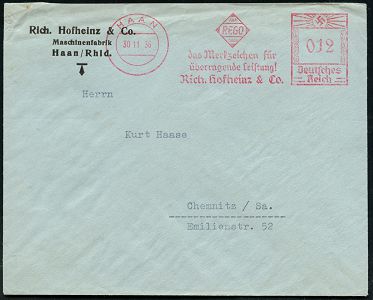 Rich. Hofheinz & Co.
Maschinenfabrik
Haan/Rhld.
HAAN
30 11 36
REGO
das Merkzeichen für
überragende Leistung!
Rich. Hofheinz & Co.
012
Deutsches
Reich
Herrn
Kurt Haase
Chemnitz / Sa.
Emilienstr. 52